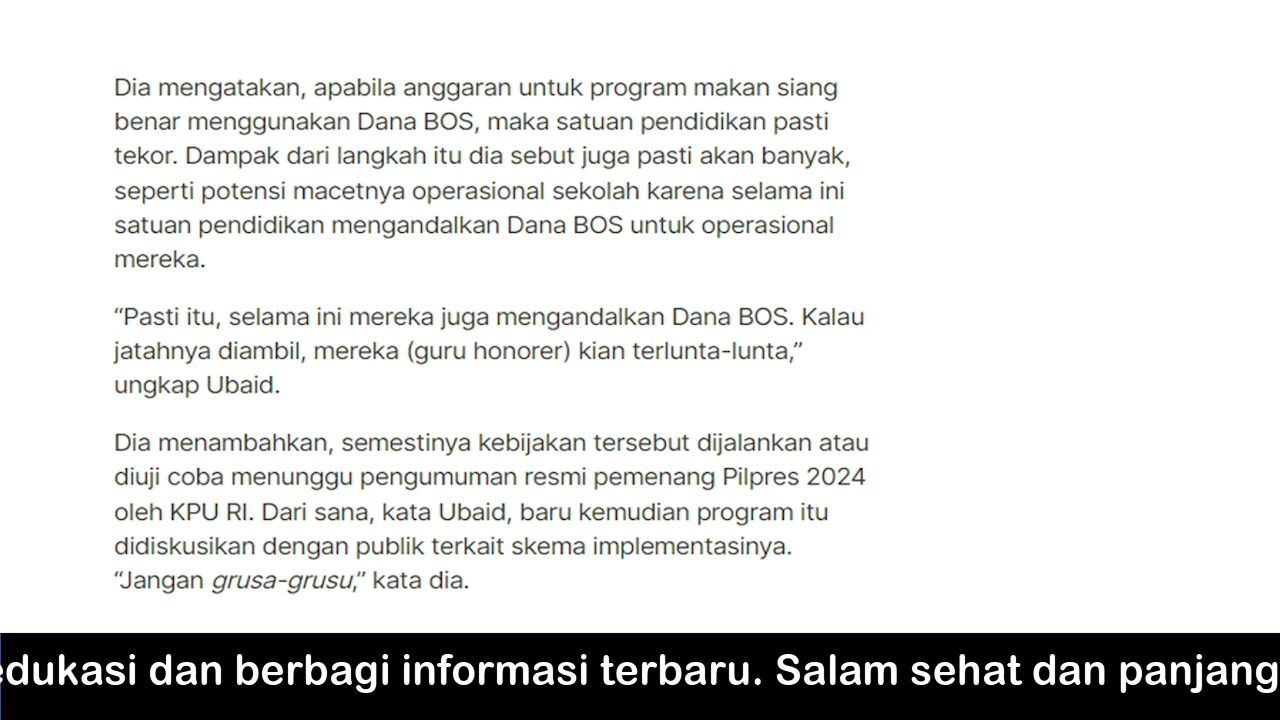 Dia mengatakan, apabila anggaran untuk program makan siang
benar menggunakan Dana BOS, maka satuan pendidikan pasti
tekor. Dampak dari langkah itu dia sebut juga pasti akan banyak,
seperti potensi macetnya operasional sekolah karena selama ini
satuan pendidikan mengandalkan Dana BOS untuk operasional
mereka.
“Pasti itu, selama ini mereka juga mengandalkan Dana BOS. Kalau
jatahnya diambil, mereka (guru honorer) kian terlunta-lunta,”
ungkap Ubaid.
Dia menambahkan, semestinya kebijakan tersebut dijalankan atau
diuji coba menunggu pengumuman resmi pemenang Pilpres 2024
oleh KPU RI. Dari sana, kata Ubaid, baru kemudian program itu
didiskusikan dengan publik terkait skema implementasinya.
“Jangan grusa-grusu,” kata dia.
edukasi dan berbagi informasi terbaru. Salam sehat dan panjang